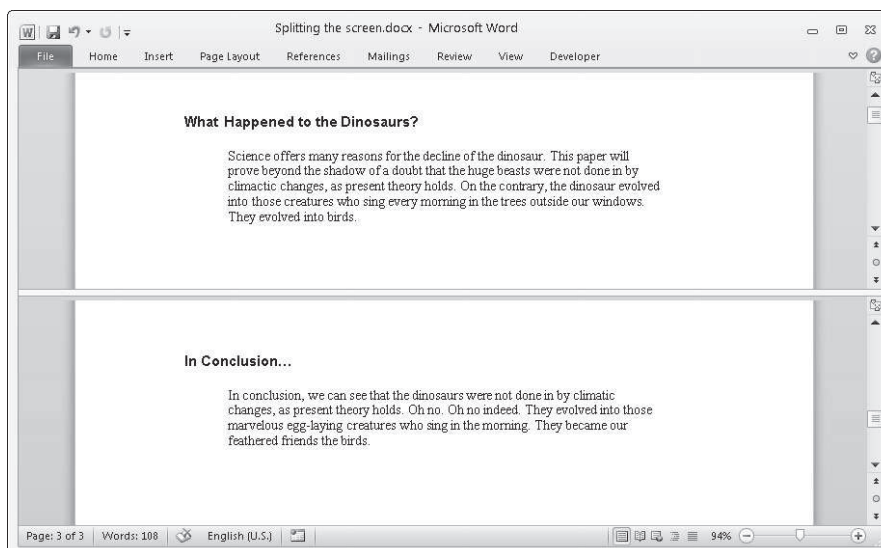 Splitting the screen.docx - Microsoft Word
File Home Insert Page Layout References Mailings Review View Developer
What Happened to the Dinosaurs?
Science offers many reasons for the decline of the dinosaur. This paper will
prove beyond the shadow of a doubt that the huge beasts were not done in by
climactic changes, as present theory holds. On the contrary, the dinosaur evolved
into those creatures who sing every morning in the trees outside our windows.
They evolved into birds.
In Conclusion...
In conclusion, we can see that the dinosaurs were not done in by climatic
changes, as present theory holds. Oh no. Oh no indeed. They evolved into those
marvelous egg-laying creatures who sing in the morning. They became our
feathered friends the birds.
Page: 3 of 3 Words: 108 English (U.S.) 94%